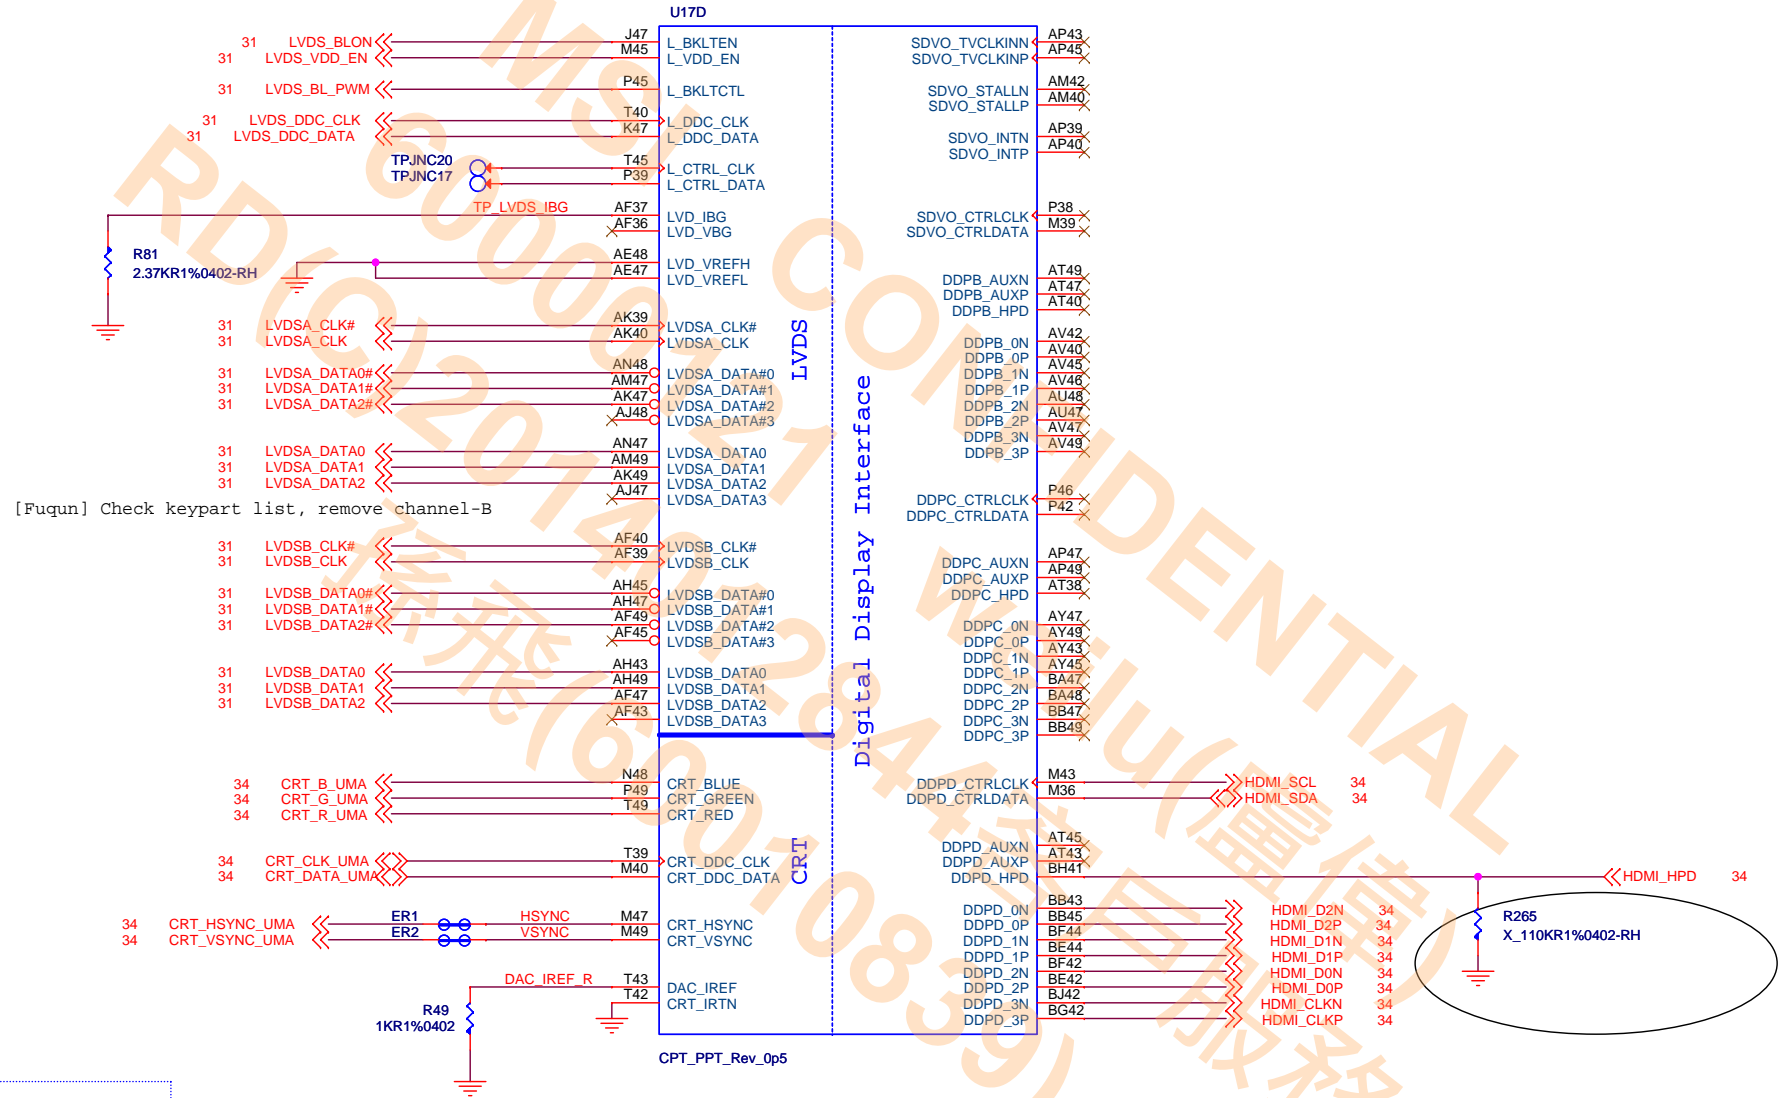 U17D
31 LVDS_BLON J47 L_BKLTEN SDVO_TVCLKINN AP43
31 LVDS_VDD_EN M45 L_VDD_EN SDVO_TVCLKINP AP45
31 LVDS_BL_PWM P45 L_BKLTCTL SDVO_STALLN AM42
SDVO_STALLP AM40
31 LVDS_DDC_CLK T40 L_DDC_CLK
31 LVDS_DDC_DATA K47 L_DDC_DATA SDVO_INTN AP39
SDVO_INTP AP40
TPJNC20 T45 L_CTRL_CLK
TPJNC17 P39 L_CTRL_DATA
TP_LVDS_IBG AF37 LVD_IBG SDVO_CTRLCLK P38
AF36 LVD_VBG SDVO_CTRLDATA M39
R81
2.37KR1%0402-RH
AE48 LVD_VREFH
AE47 LVD_VREFL DDPB_AUXN AT49
DDPB_AUXP AT47
DDPB_HPD AT40
31 LVDSA_CLK# AK39 LVDSA_CLK#
31 LVDSA_CLK AK40 LVDSA_CLK DDPB_0N AV42
DDPB_0P AV40
31 LVDSA_DATA0# AN48 LVDSA_DATA#0 DDPB_1N AV45
31 LVDSA_DATA1# AM47 LVDSA_DATA#1 DDPB_1P AV46
31 LVDSA_DATA2# AK47 LVDSA_DATA#2 DDPB_2N AU48
AJ48 LVDSA_DATA#3 DDPB_2P AU47
DDPB_3N AV47
31 LVDSA_DATA0 AN47 LVDSA_DATA0 DDPB_3P AV49
31 LVDSA_DATA1 AM49 LVDSA_DATA1
31 LVDSA_DATA2 AK49 LVDSA_DATA2
AJ47 LVDSA_DATA3 DDPC_CTRLCLK P46
DDPC_CTRLDATA P42
LVDS
Digital Display Interface
[Fuqun] Check keypart list, remove channel-B
31 LVDSB_CLK# AF40 LVDSB_CLK#
31 LVDSB_CLK AF39 LVDSB_CLK DDPC_AUXN AP47
DDPC_AUXP AP49
31 LVDSB_DATA0# AH45 LVDSB_DATA#0 DDPC_HPD AT38
31 LVDSB_DATA1# AH47 LVDSB_DATA#1
31 LVDSB_DATA2# AF49 LVDSB_DATA#2 DDPC_0N AY47
AF45 LVDSB_DATA#3 DDPC_0P AY49
DDPC_1N AY43
31 LVDSB_DATA0 AH43 LVDSB_DATA0 DDPC_1P AY45
31 LVDSB_DATA1 AH49 LVDSB_DATA1 DDPC_2N BA47
31 LVDSB_DATA2 AF47 LVDSB_DATA2 DDPC_2P BA48
AF43 LVDSB_DATA3 DDPC_3N BB47
DDPC_3P BB49
34 CRT_B_UMA N48 CRT_BLUE DDPD_CTRLCLK M43 HDMI_SCL 34
34 CRT_G_UMA P49 CRT_GREEN DDPD_CTRLDATA M36 HDMI_SDA 34
34 CRT_R_UMA T49 CRT_RED
CRT
DDPD_AUXN AT45
34 CRT_CLK_UMA T39 CRT_DDC_CLK DDPD_AUXP AT43
34 CRT_DATA_UMA M40 CRT_DDC_DATA DDPD_HPD BH41 HDMI_HPD 34
DDPD_0N BB43 HDMI_D2N 34
34 CRT_HSYNC_UMA ER1 HSYNC M47 CRT_HSYNC DDPD_0P BB45 HDMI_D2P 34
34 CRT_VSYNC_UMA ER2 VSYNC M49 CRT_VSYNC DDPD_1N BF44 HDMI_D1N 34
DDPD_1P BE44 HDMI_D1P 34
DDPD_2N BF42 HDMI_D0N 34
DAC_IREF_R T43 DAC_IREF DDPD_2P BE42 HDMI_D0P 34
T42 CRT_IRTN DDPD_3N BJ42 HDMI_CLKN 34
DDPD_3P BG42 HDMI_CLKP 34
R265
X_110KR1%0402-RH
R49
1KR1%0402
CPT_PPT_Rev_0p5
MSI CONFIDENTIAL